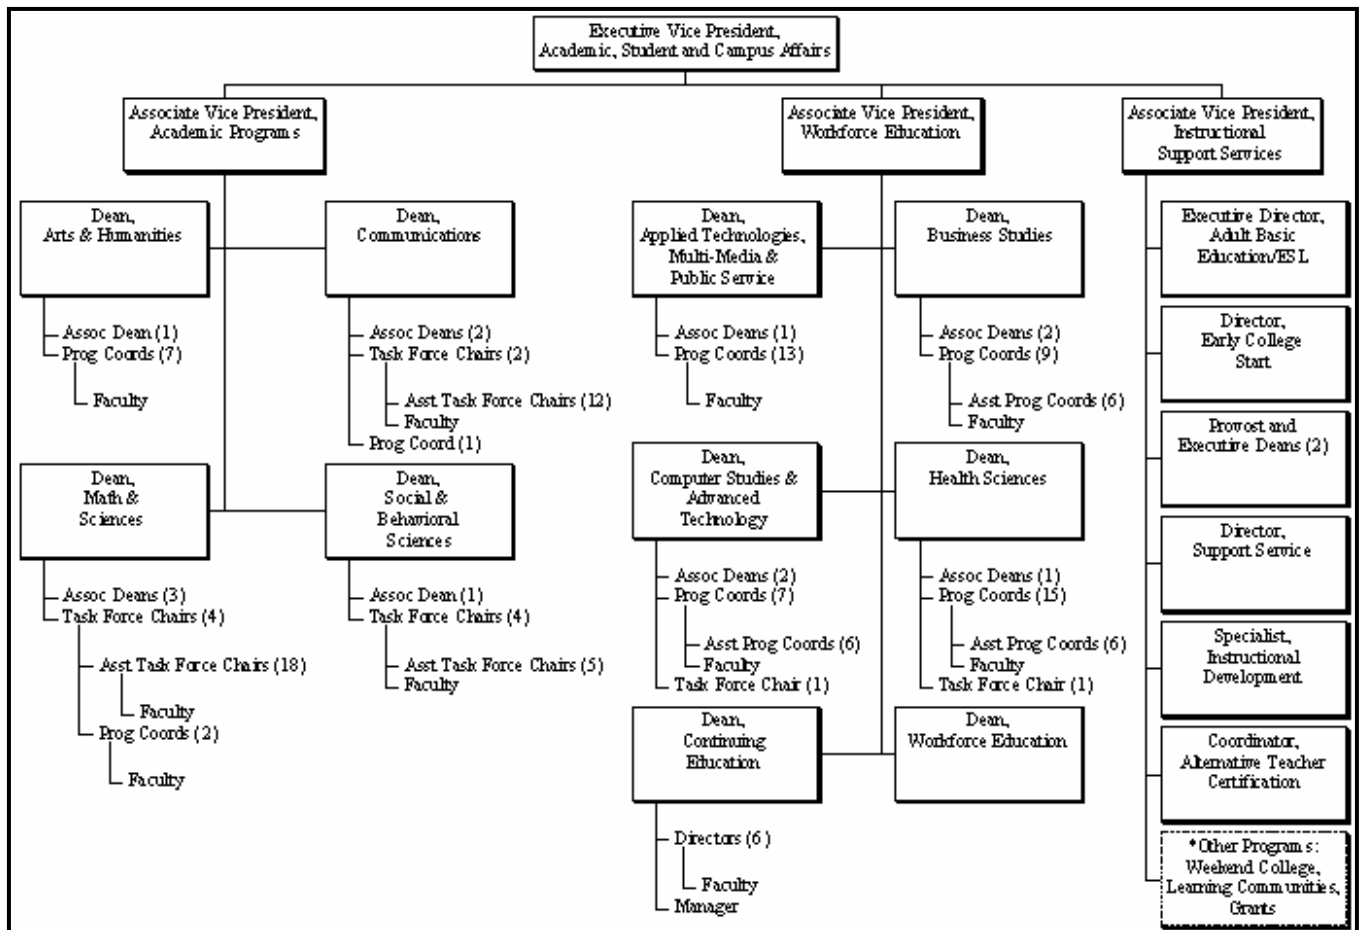 Executive Vice President,
Academic, Student and Campus Affairs
Associate Vice President,
Academic Programs
Associate Vice President,
Workforce Education
Associate Vice President,
Instructional
Support Services
Dean,
Arts & Humanities
Assoc Dean (1)
Prog Coords (7)
Faculty
Dean,
Communications
Assoc Deans (2)
Task Force Chairs (2)
Asst Task Force Chairs (12)
Faculty
Prog Coord (1)
Dean,
Math &
Sciences
Assoc Deans (3)
Task Force Chairs (4)
Asst Task Force Chairs (18)
Faculty
Prog Coords (2)
Faculty
Dean,
Social &
Behavioral
Sciences
Assoc Dean (1)
Task Force Chairs (4)
Asst Task Force Chairs (5)
Faculty
Dean,
Applied Technologies,
Multi-Media &
Public Service
Assoc Deans (1)
Prog Coords (13)
Faculty
Dean,
Business Studies
Assoc Deans (2)
Prog Coords (9)
Asst Prog Coords (6)
Faculty
Dean,
Computer Studies &
Advanced
Technology
Assoc Deans (2)
Prog Coords (7)
Asst Prog Coords (6)
Faculty
Task Force Chair (1)
Dean,
Health Sciences
Assoc Deans (1)
Prog Coords (15)
Asst Prog Coords (6)
Faculty
Task Force Chair (1)
Dean,
Continuing
Education
Directors (6)
Faculty
Manager
Dean,
Workforce Education
Executive Director,
Adult Basic
Education/ESL
Director,
Early College
Start
Provost and
Executive Deans (2)
Director,
Support Service
Specialist,
Instructional
Development
Coordinator,
Alternative Teacher
Certification
*Other Programs:
Weekend College,
Learning Communities,
Grants